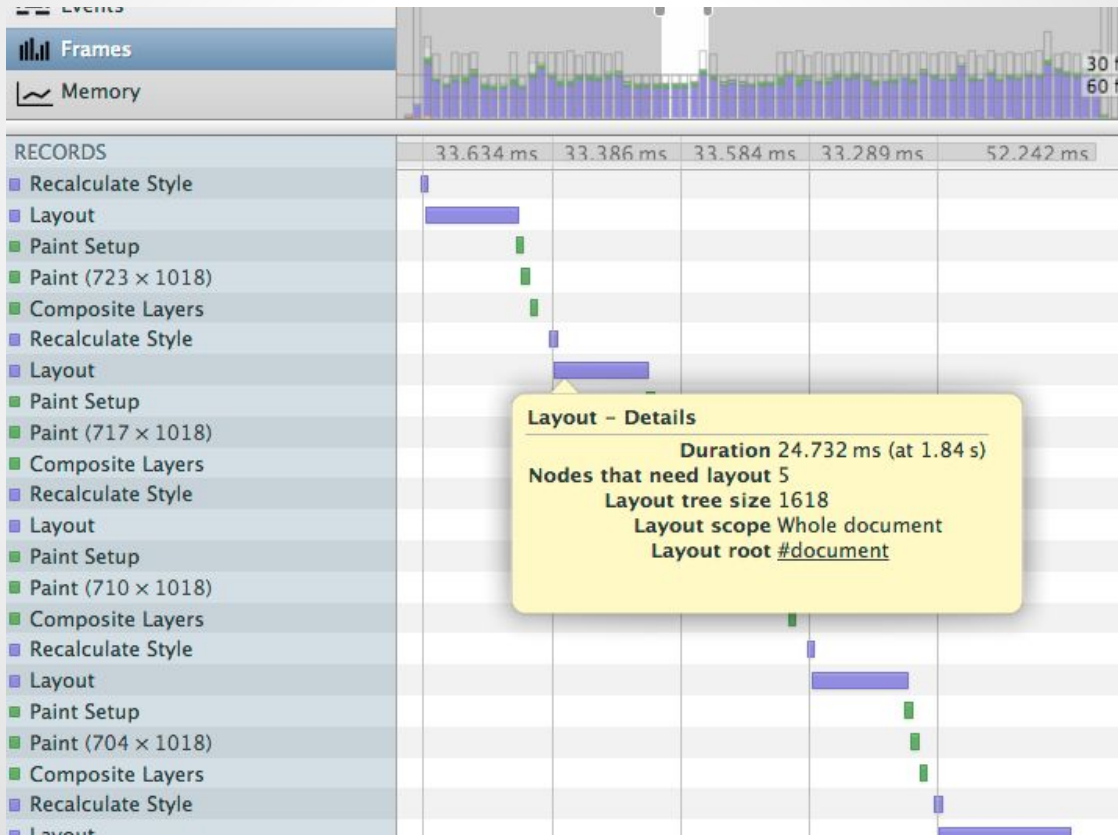 Events
Frames
Memory
30 f
60 f
RECORDS
33.634 ms 33.386 ms 33.584 ms 33.289 ms 52.242 ms
Recalculate Style
Layout
Paint Setup
Paint (723 × 1018)
Composite Layers
Recalculate Style
Layout
Paint Setup
Paint (717 × 1018)
Composite Layers
Recalculate Style
Layout
Paint Setup
Paint (710 × 1018)
Composite Layers
Recalculate Style
Layout
Paint Setup
Paint (704 × 1018)
Composite Layers
Recalculate Style
Layout
Layout – Details
Duration 24.732 ms (at 1.84 s)
Nodes that need layout 5
Layout tree size 1618
Layout scope Whole document
Layout root #document